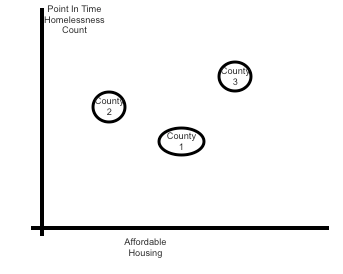 Point In Time
Homelessness
Count
County
3
County
2
County
1
Affordable
Housing